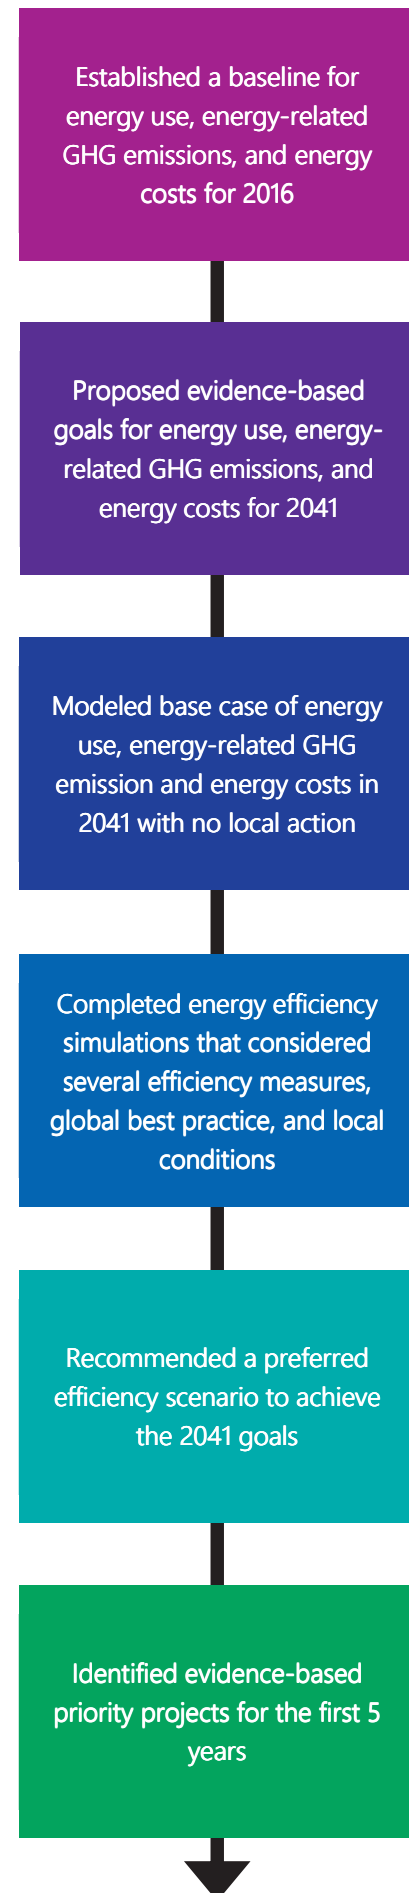 Established a baseline for
energy use, energy-related
GHG emissions, and energy
costs for 2016
Proposed evidence-based
goals for energy use, energy-
related GHG emissions, and
energy costs for 2041
Modeled base case of energy
use, energy-related GHG
emission and energy costs in
2041 with no local action
Completed energy efficiency
simulations that considered
several efficiency measures,
global best practice, and local
conditions
Recommended a preferred
efficiency scenario to achieve
the 2041 goals
Identified evidence-based
priority projects for the first 5
years